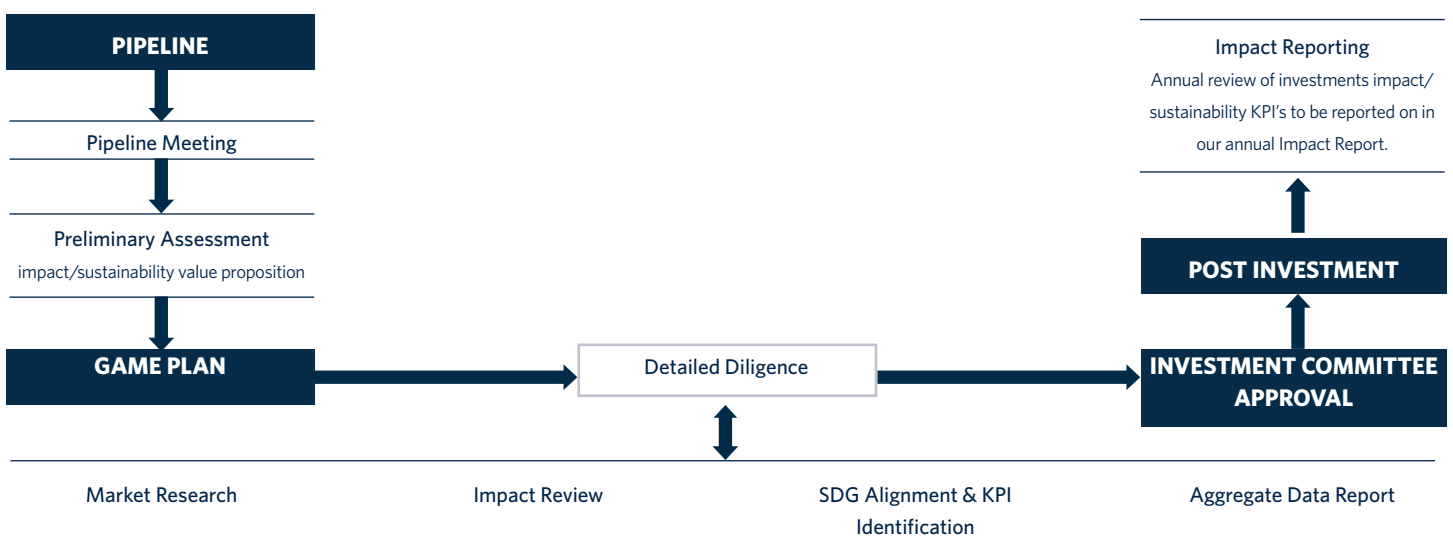 PIPELINE
Pipeline Meeting
Preliminary Assessment
impact/sustainability value proposition
GAME PLAN
Detailed Diligence
INVESTMENT COMMITTEE
APPROVAL
POST INVESTMENT
Impact Reporting
Annual review of investments impact/
sustainability KPI's to be reported on in
our annual Impact Report.
Market Research
Impact Review
SDG Alignment & KPI
Identification
Aggregate Data Report